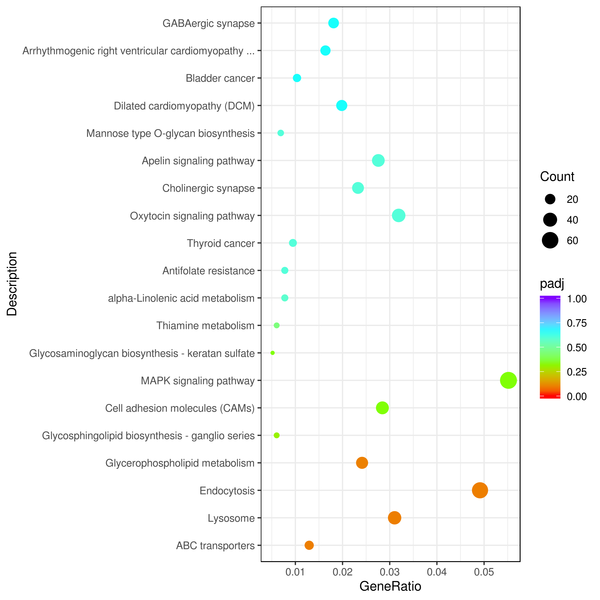 GABAergic synapse
Arrhythmogenic right ventricular cardiomyopathy ...
Bladder cancer
Dilated cardiomyopathy (DCM)
Mannose type O-glycan biosynthesis
Apelin signaling pathway
Cholinergic synapse
Oxytocin signaling pathway
Thyroid cancer
Antifolate resistance
alpha-Linolenic acid metabolism
Thiamine metabolism
Glycosaminoglycan biosynthesis - keratan sulfate
MAPK signaling pathway
Cell adhesion molecules (CAMs)
Glycosphingolipid biosynthesis - ganglio series
Glycerophospholipid metabolism
Endocytosis
Lysosome
ABC transporters
Description
0.01 0.02 0.03 0.04 0.05
GeneRatio
Count
20
40
60
padj
1.00
0.75
0.50
0.25
0.00